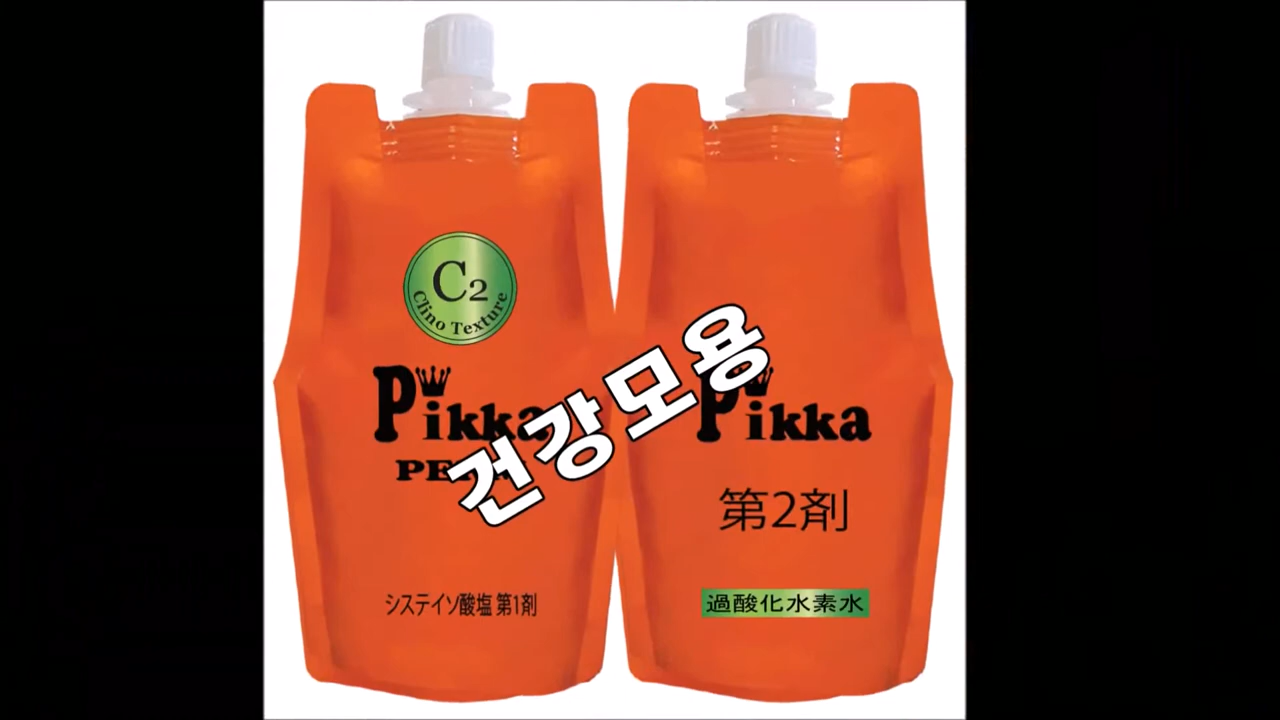 C2
Clino Texture
Pikka
システイソ酸塩 第1剤
건강모용
Pikka
第2剤
過酸化水素水